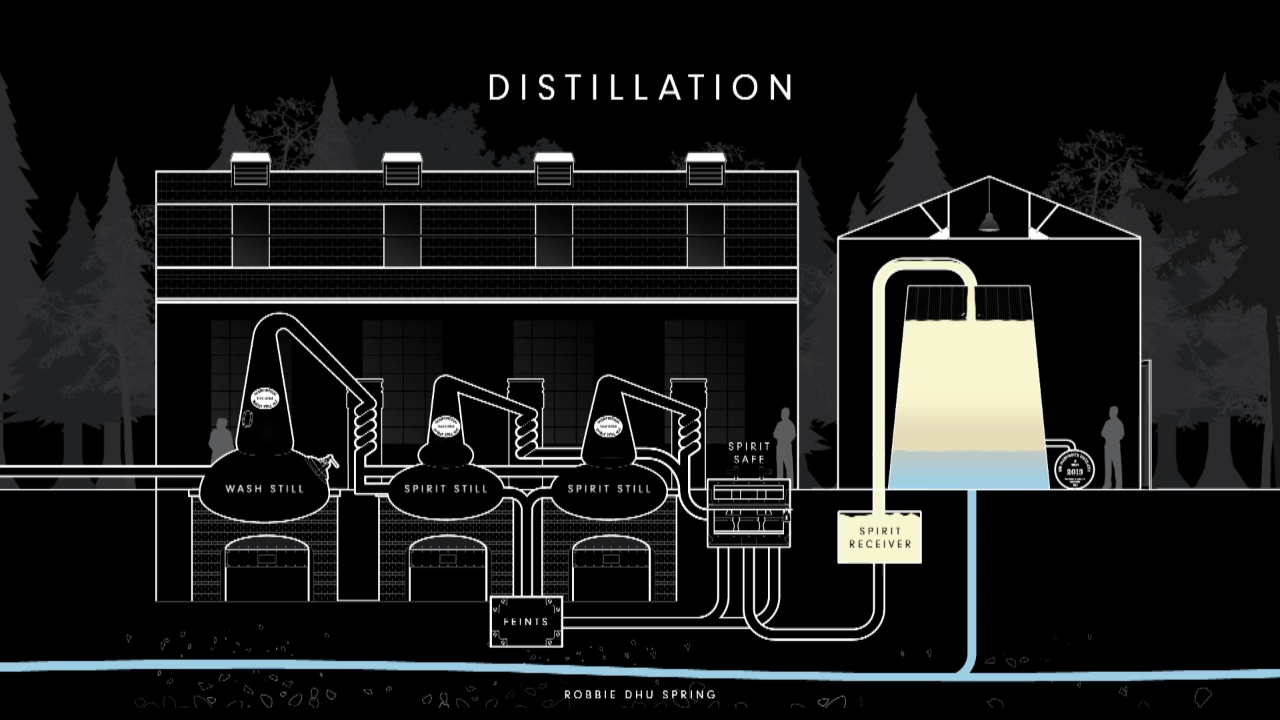 DISTILLATION
SPIRIT
SAFE
WASH STILL
SPIRIT STILL
SPIRIT STILL
2013
SPIRIT
RECEIVER
FEINTS
ROBBIE DHU SPRING